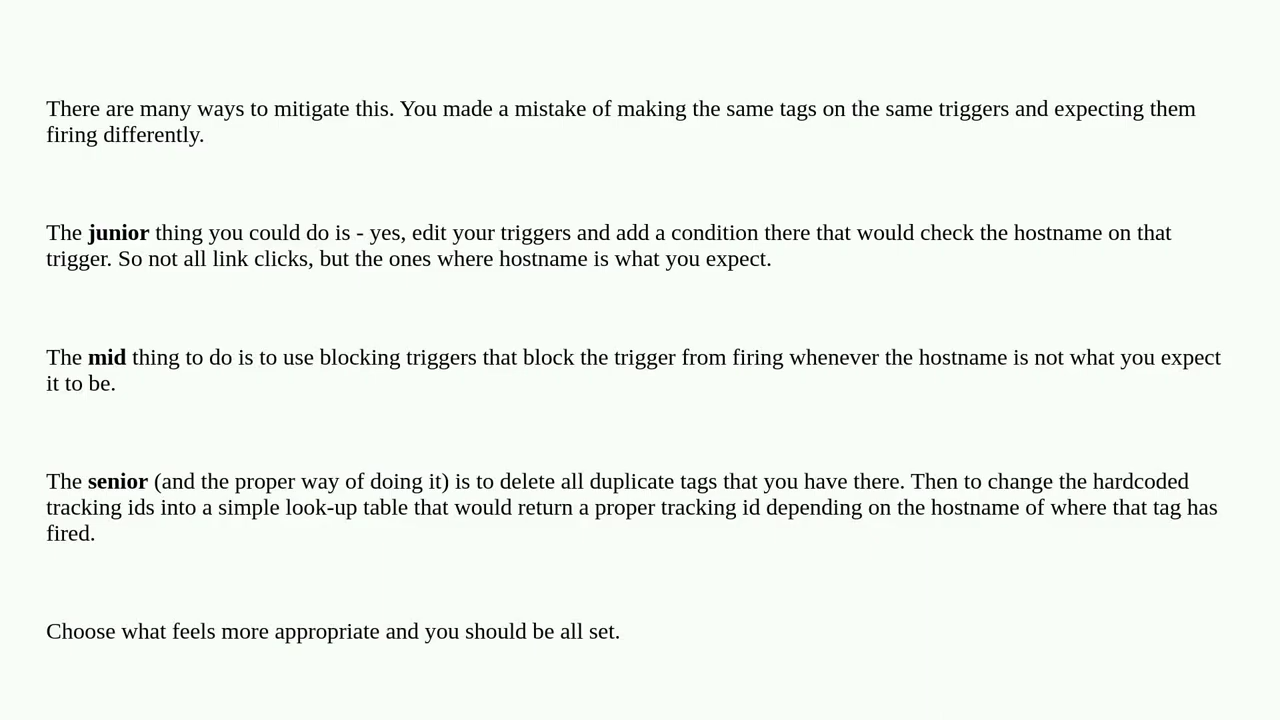 There are many ways to mitigate this. You made a mistake of making the same tags on the same triggers and expecting them
firing differently.
The junior thing you could do is - yes, edit your triggers and add a condition there that would check the hostname on that
trigger. So not all link clicks, but the ones where hostname is what you expect.
The mid thing to do is to use blocking triggers that block the trigger from firing whenever the hostname is not what you expect
it to be.
The senior (and the proper way of doing it) is to delete all duplicate tags that you have there. Then to change the hardcoded
tracking ids into a simple look-up table that would return a proper tracking id depending on the hostname of where that tag has
fired.
Choose what feels more appropriate and you should be all set.